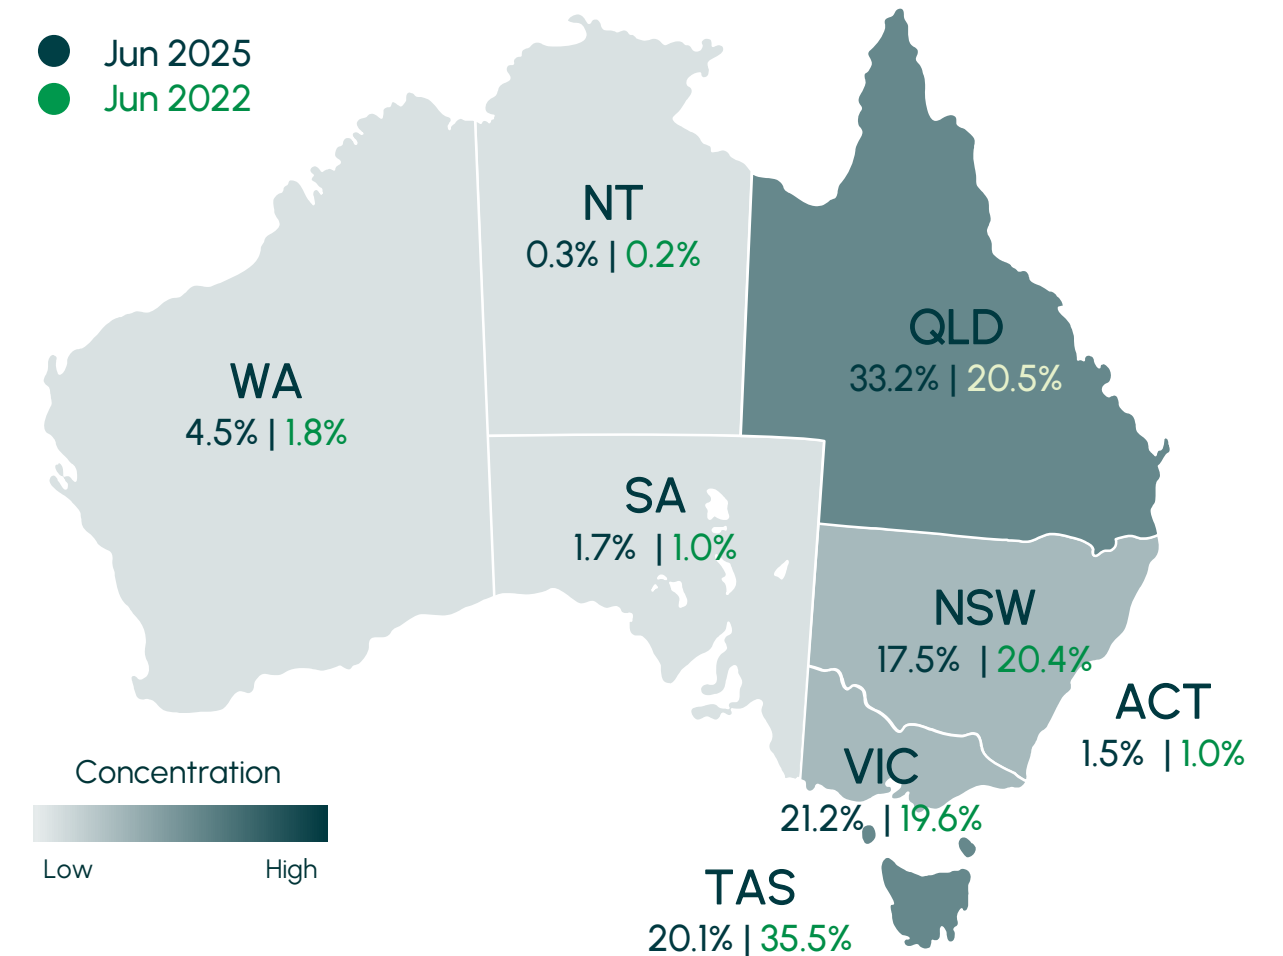 Jun 2025
Jun 2022
NT
0.3% | 0.2%
QLD
33.2% | 20.5%
WA
4.5% | 1.8%
SA
1.7% | 1.0%
NSW
17.5% | 20.4%
ACT
1.5% | 1.0%
VIC
21.2% | 19.6%
TAS
20.1% | 35.5%
Concentration
Low High